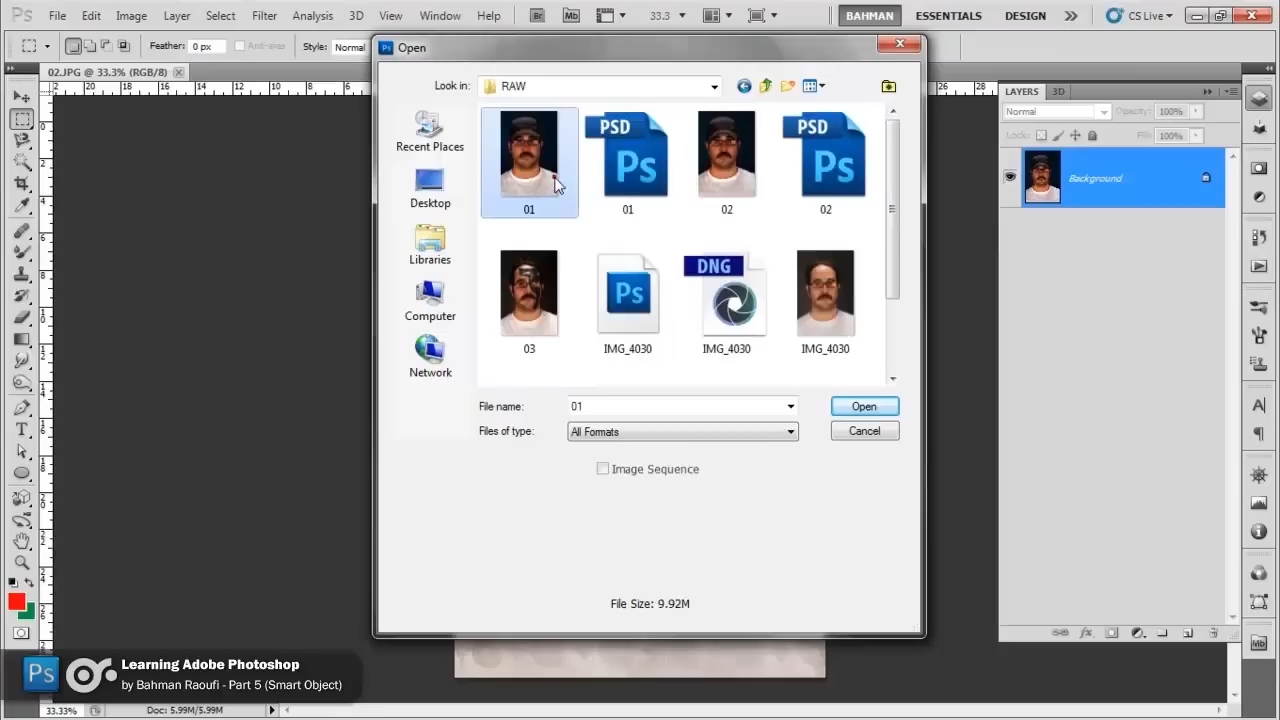 Ps File Edit Image Layer Select Filter Analysis 3D View Window Help Br Mb 33.3 BAHMAN ESSENTIALS DESIGN CS Live
Feather: 0 px Anti-alias Style: Normal
02.JPG @ 33.3% (RGB/8)
Ps Open
Look in: RAW
Recent Places
Desktop
Libraries
Computer
Network
PSD Ps PSD Ps
01 01 02 02
Ps DNG
03 IMG_4030 IMG_4030 IMG_4030
File name: 01 Open
Files of type: All Formats Cancel
Image Sequence
File Size: 9.92M
LAYERS 3D
Normal Opacity: 100%
Lock: Fill: 100%
Background
Ps Learning Adobe Photoshop
by Bahman Raoufi - Part 5 (Smart Object)
33.33% Doc: 5.99M/5.99M